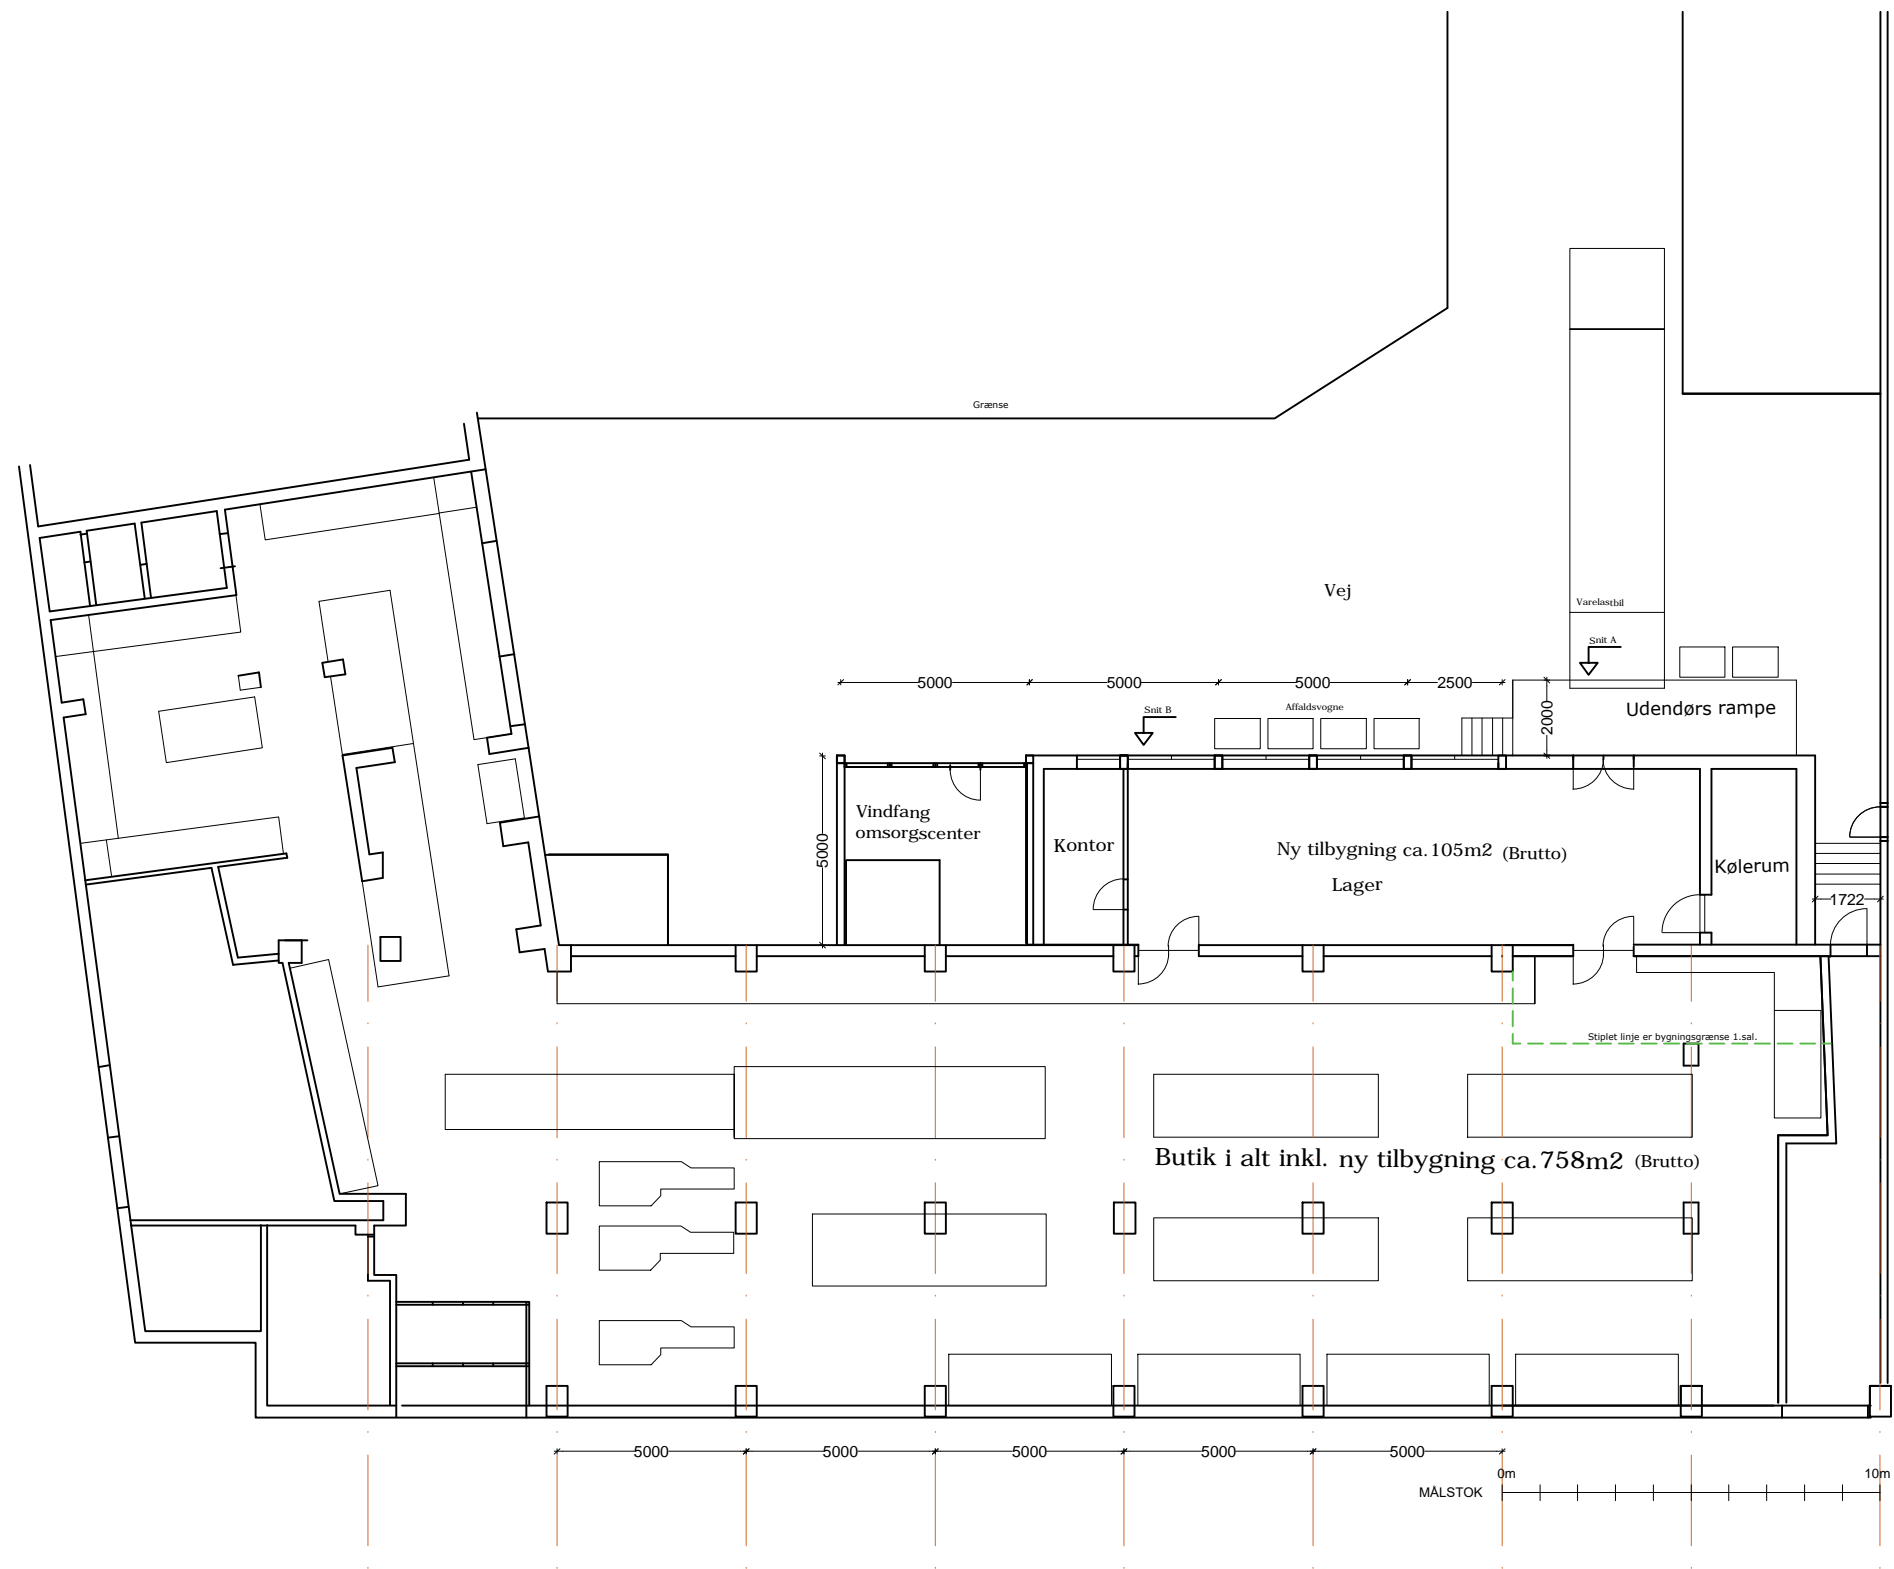 Grænse
Vej
Varelastbil
Snit A
5000
5000
5000
2500
2000
Udendørs rampe
Snit B
Affaldsvogne
Vindfang
omsorgscenter
5000
Kontor
Ny tilbygning ca.105m2 (Brutto)
Lager
Kølerum
1722
Stiplet linje er bygningsgrænse 1.sal.
Butik i alt inkl. ny tilbygning ca.758m2 (Brutto)
5000
5000
5000
5000
5000
0m
10m
MÅLSTOK